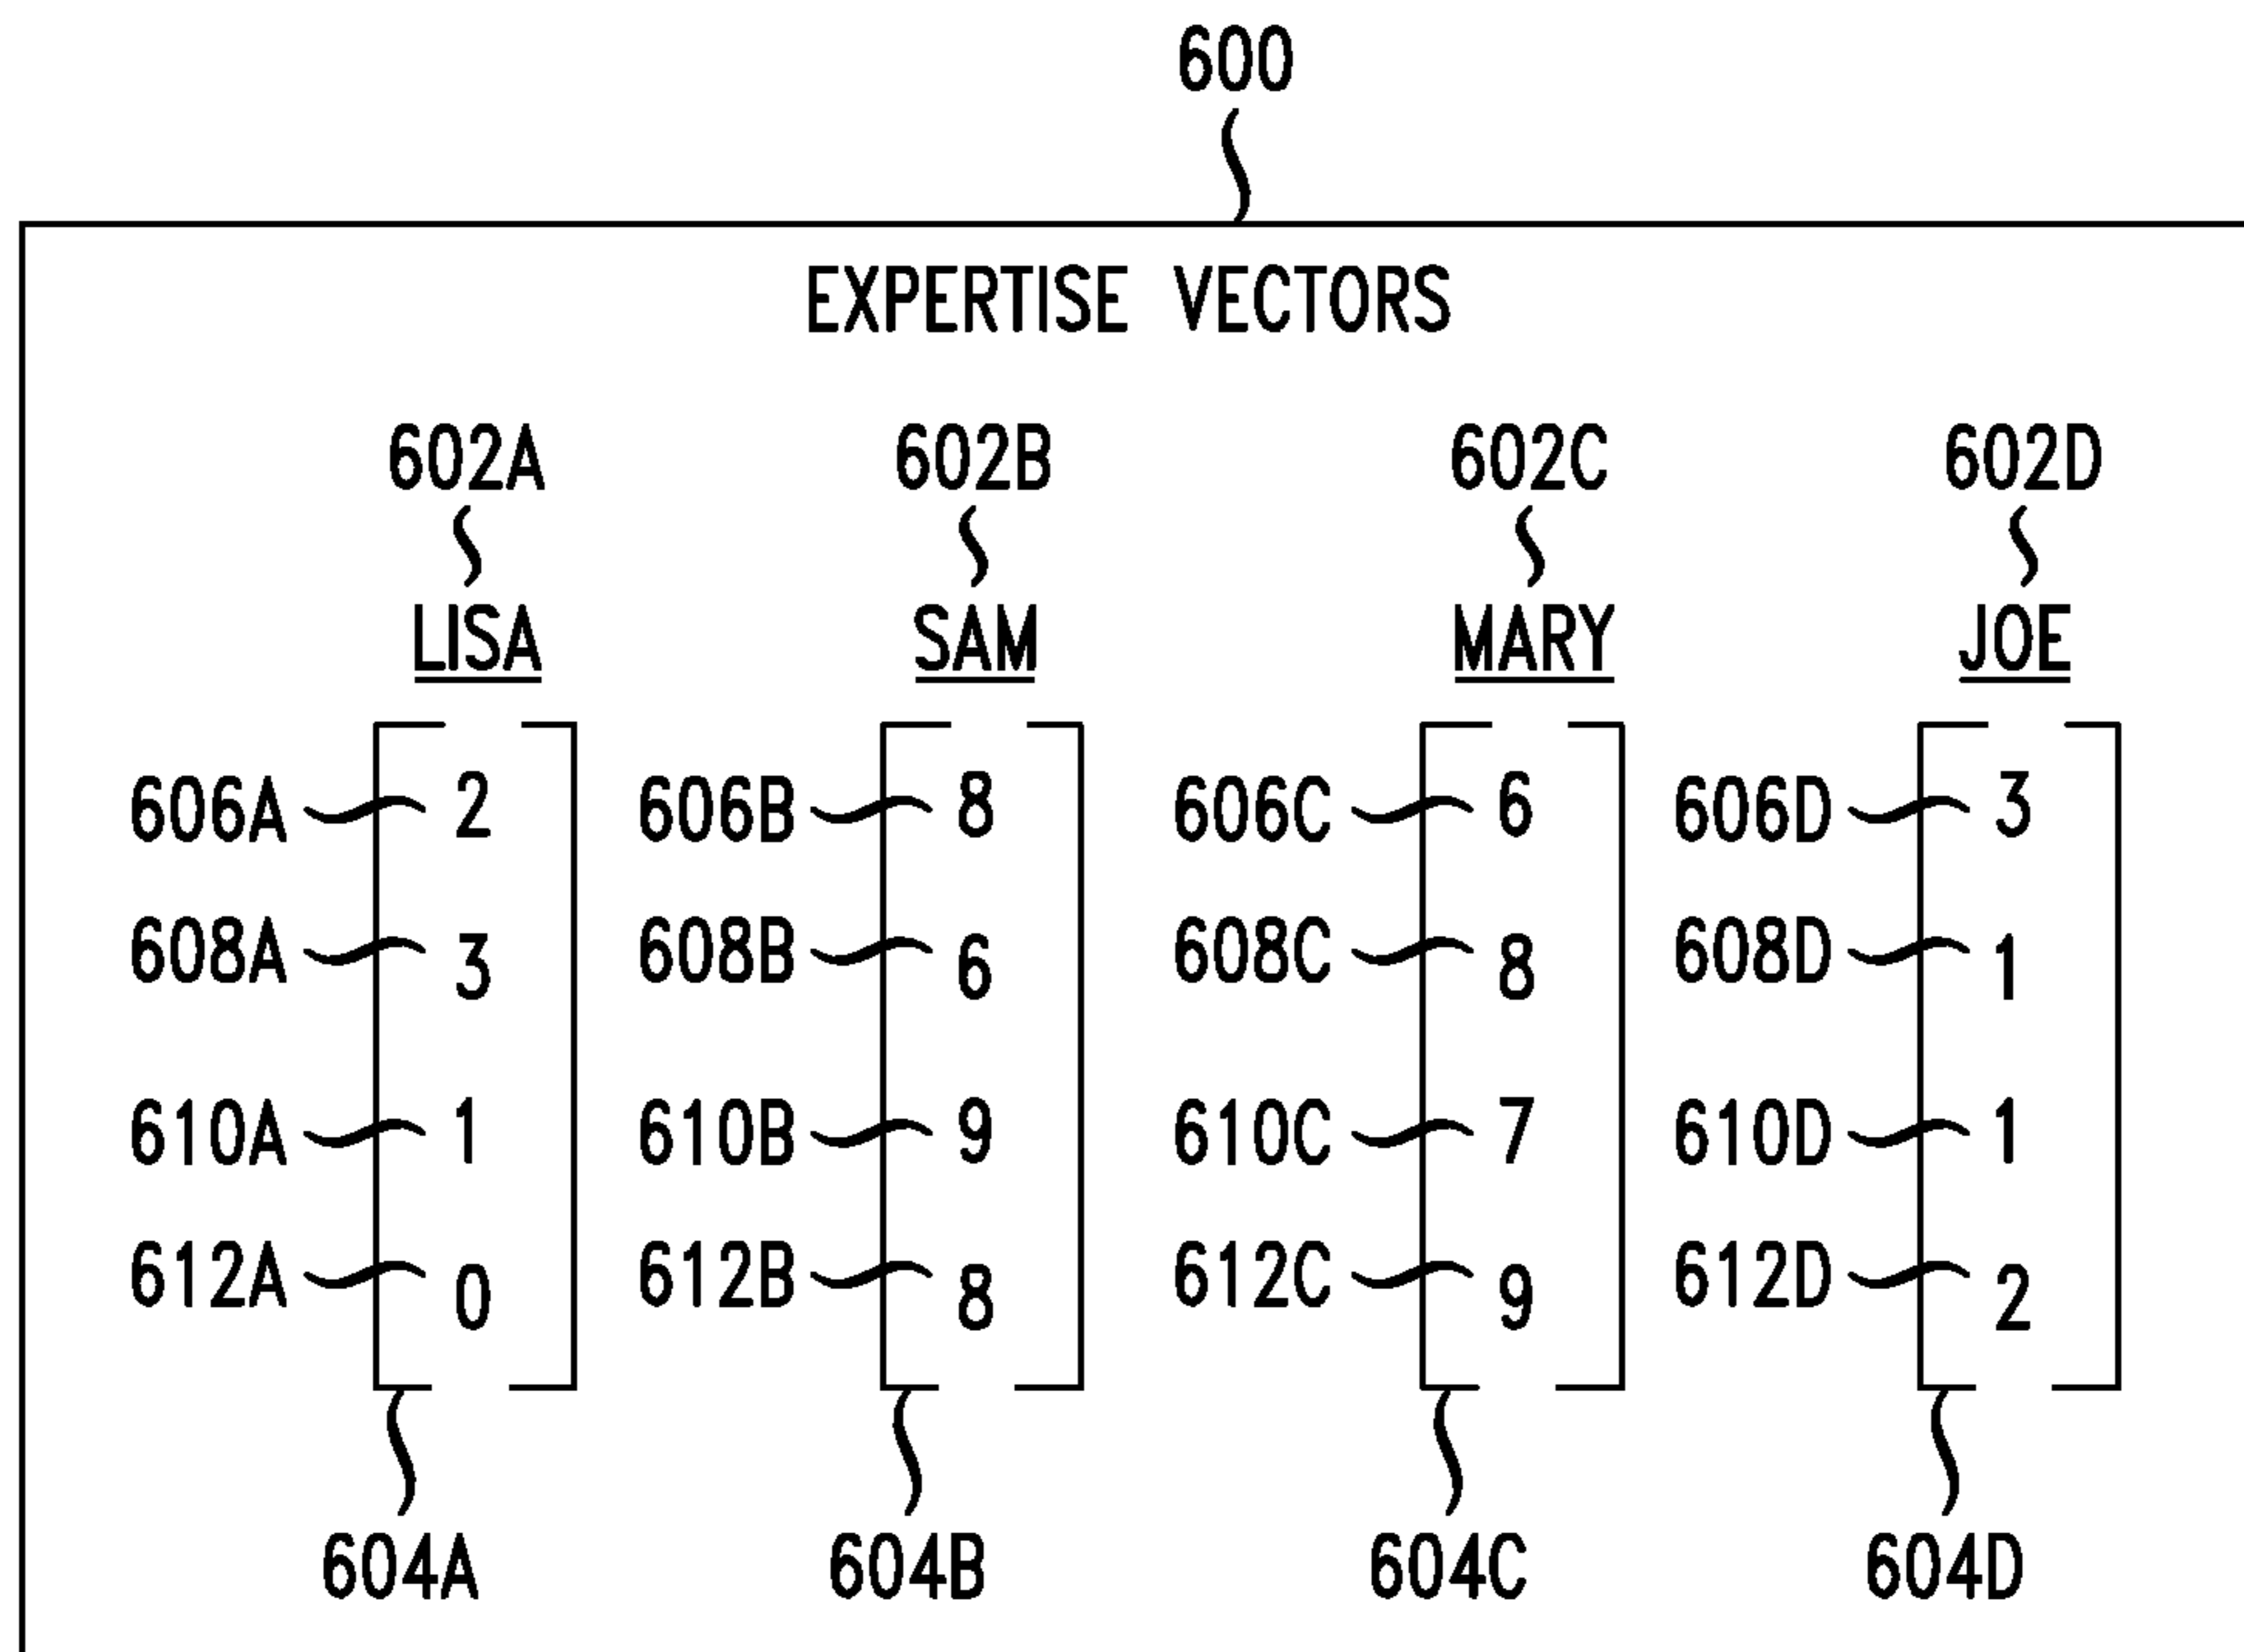 600
EXPERTISE VECTORS
602A 602B 602C 602D
LISA SAM MARY JOE
606A 2 606B 8 606C 6 606D 3
608A 3 608B 6 608C 8 608D 1
610A 1 610B 9 610C 7 610D 1
612A 0 612B 8 612C 9 612D 2
604A 604B 604C 604D